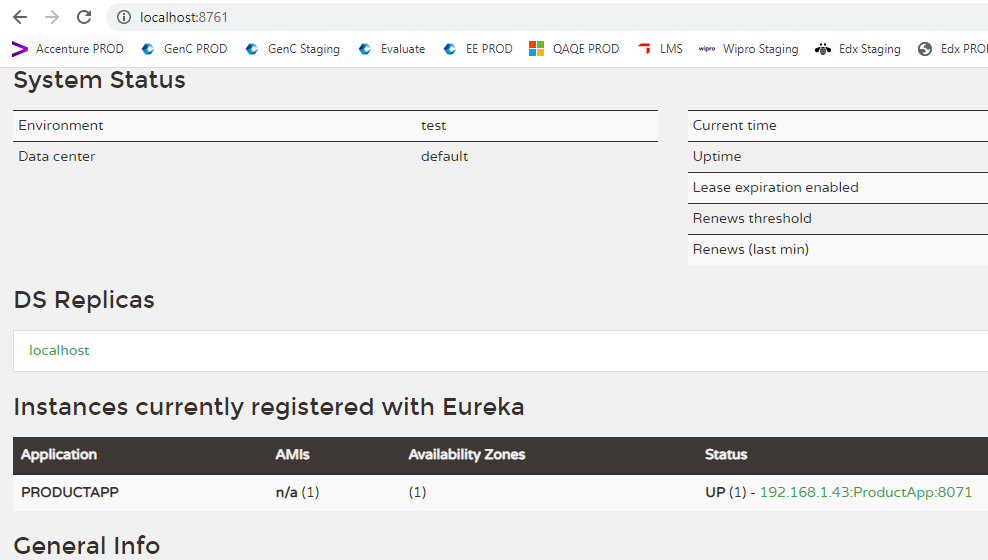 localhost:8761
Accenture PROD GenC PROD GenC Staging Evaluate EE PROD QAQE PROD LMS wipro Wipro Staging Edx Staging Edx PRO
System Status
Environment test
Data center default
Current time
Uptime
Lease expiration enabled
Renews threshold
Renews (last min)
DS Replicas
localhost
Instances currently registered with Eureka
Application AMIs Availability Zones Status
PRODUCTAPP n/a (1) (1) UP (1) - 192.168.1.43:ProductApp:8071
General Info